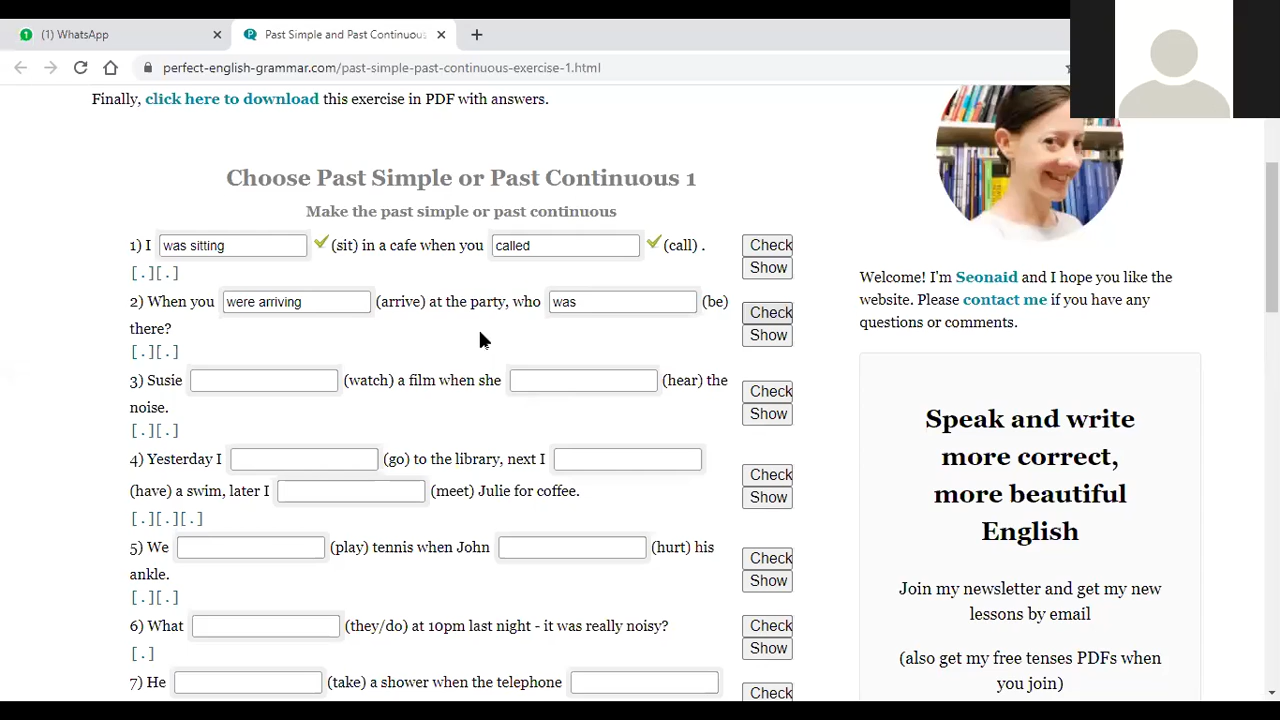 (1) WhatsApp
Past Simple and Past Continuous
perfect-english-grammar.com/past-simple-past-continuous-exercise-1.html
Finally, click here to download this exercise in PDF with answers.
Choose Past Simple or Past Continuous 1
Make the past simple or past continuous
1) I was sitting (sit) in a cafe when you called (call) . Check
[ . ][ . ] Show
2) When you were arriving (arrive) at the party, who was (be) Check
there? Show
[ . ][ . ]
3) Susie (watch) a film when she (hear) the Check
noise. Show
[ . ][ . ]
4) Yesterday I (go) to the library, next I Check
(have) a swim, later I (meet) Julie for coffee. Show
[ . ][ . ][ . ]
5) We (play) tennis when John (hurt) his Check
ankle. Show
[ . ][ . ]
6) What (they/do) at 10pm last night - it was really noisy? Check
[ . ] Show
7) He (take) a shower when the telephone Check
Welcome! I'm Seonaid and I hope you like the
website. Please contact me if you have any
questions or comments.
Speak and write
more correct,
more beautiful
English
Join my newsletter and get my new
lessons by email
(also get my free tenses PDFs when
you join)